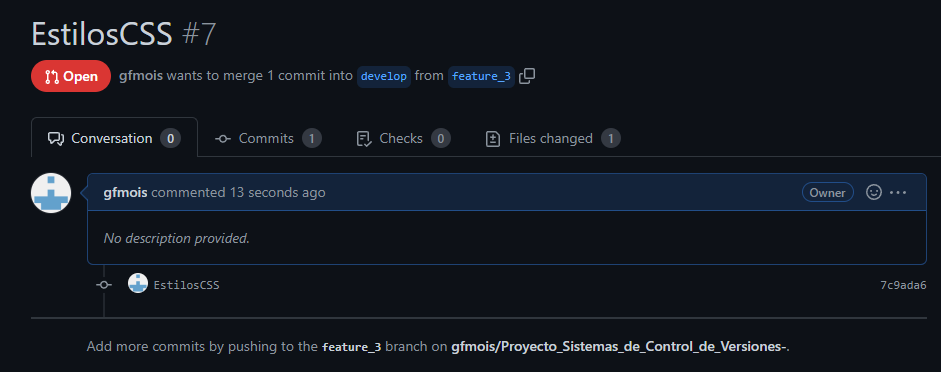 EstilosCSS #7
Open gfmois wants to merge 1 commit into develop from feature_3
Conversation 0 Commits 1 Checks 0 Files changed 1
gfmois commented 13 seconds ago Owner
No description provided.
EstilosCSS 7c9ada6
Add more commits by pushing to the feature_3 branch on gfmois/Proyecto_Sistemas_de_Control_de_Versiones-.